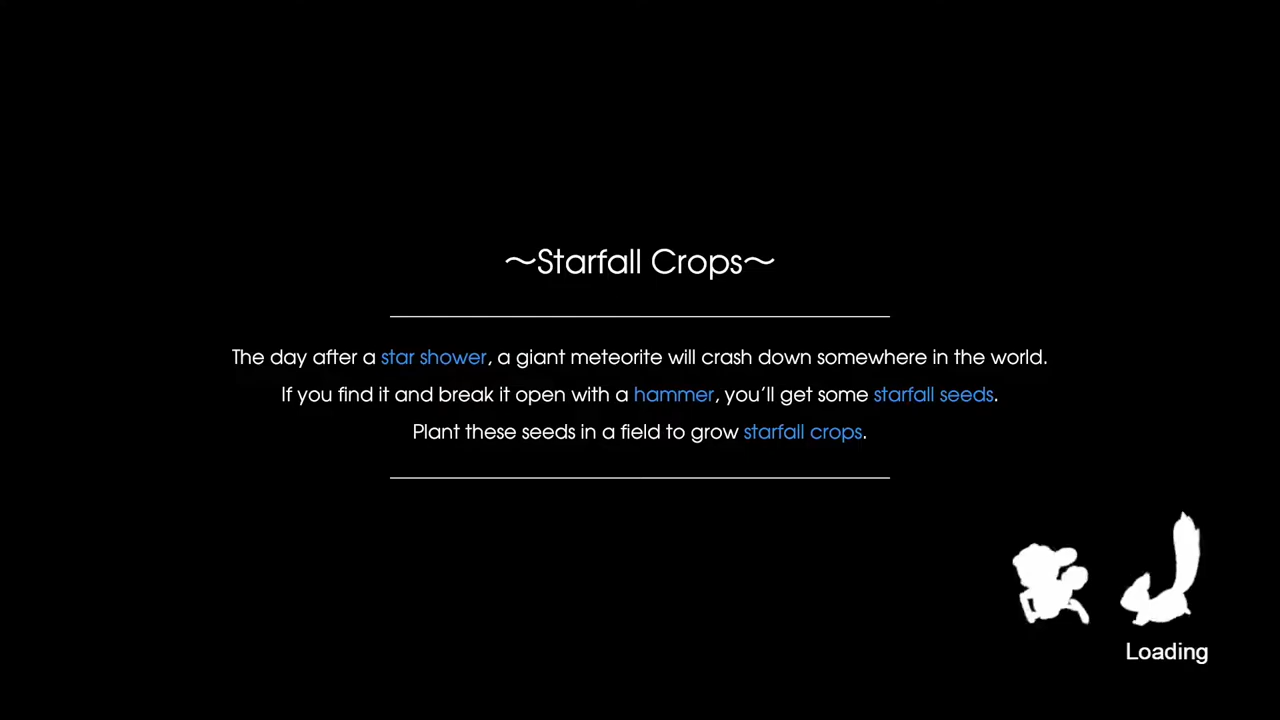 ～Starfall Crops～
The day after a star shower, a giant meteorite will crash down somewhere in the world.
If you find it and break it open with a hammer, you’ll get some starfall seeds.
Plant these seeds in a field to grow starfall crops.
Loading